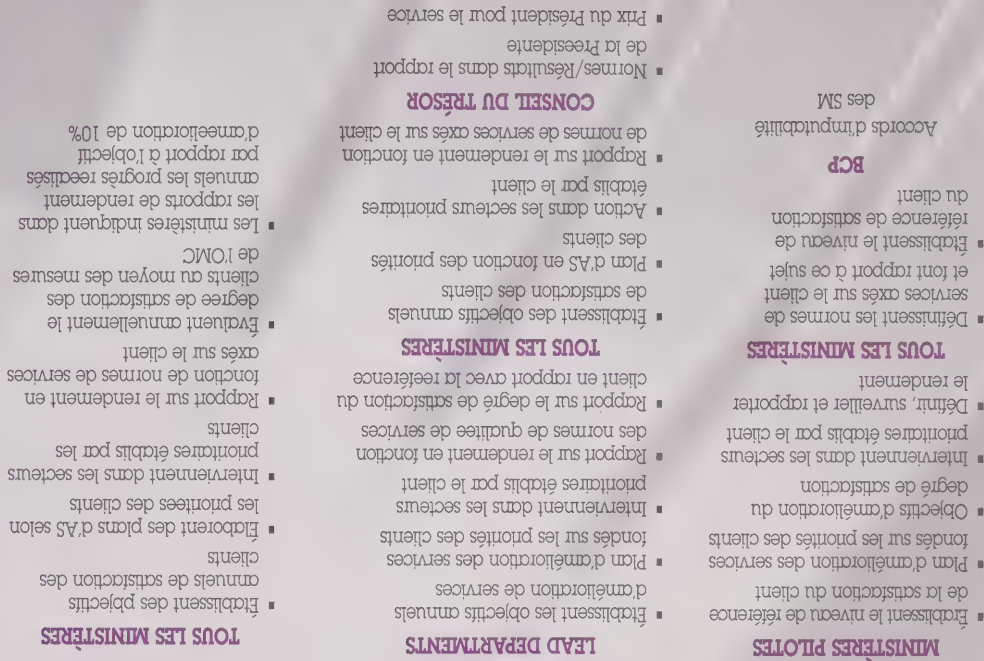 MINISTÈRES PILOTES
▪ Établissent le niveau de référence
de la satisfaction du client
▪ Plan d'amélioration des services
fondés sur les priorités des clients
▪ Objectifs d'amélioration du
degré de satisfaction
▪ Interviennent dans les secteurs
prioritaires établis par le client
▪ Définir, surveiller et rapporter
le rendement
TOUS LES MINISTÈRES
▪ Définissent les normes de
services axés sur le client
et font rapport à ce sujet
▪ Établissent le niveau de
référence de satisfaction
du client
BCP
Accords d'imputabilité
des SM
LEAD DEPARTMENTS
▪ Établissent les objectifs annuels
d'amélioration de services
▪ Plan d'amélioration des services
fondés sur les priorités des clients
▪ Interviennent dans les secteurs
prioritaires établis par le client
▪ Rapport sur le rendement en fonction
des normes de qualitee de services
▪ Rapport sur le degré de satisfaction du
client en rapport avec la reeférence
TOUS LES MINISTÈRES
▪ Établissent des objectifs annuels
de satisfaction des clients
▪ Plan d'AS en fonction des priorités
des clients
▪ Action dans les secteurs prioritaires
établis par le client
▪ Rapport sur le rendement en fonction
de normes de services axés sur le client
CONSEIL DU TRÉSOR
▪ Normes/Résultats dans le rapport
de la Preesidente
▪ Prix du Président pour le service
TOUS LES MINISTÈRES
▪ Établissent des pbjectifs
annuels de satisfaction des
clients
▪ Élaborent des plans d'AS selon
les prioritees des clients
▪ Interviennent dans les secteurs
prioritaires établis par les
clients
▪ Rapport sur le rendement en
fonction de normes de services
axés sur le client
▪ Évaluent annuellement le
degree de satisfaction des
clients au moyen des mesures
de l'OMC
▪ Les ministères indiquent dans
les rapports de rendement
annuels les progrès reealisés
par rapport à l'objectif
d'ameelioration de 10%